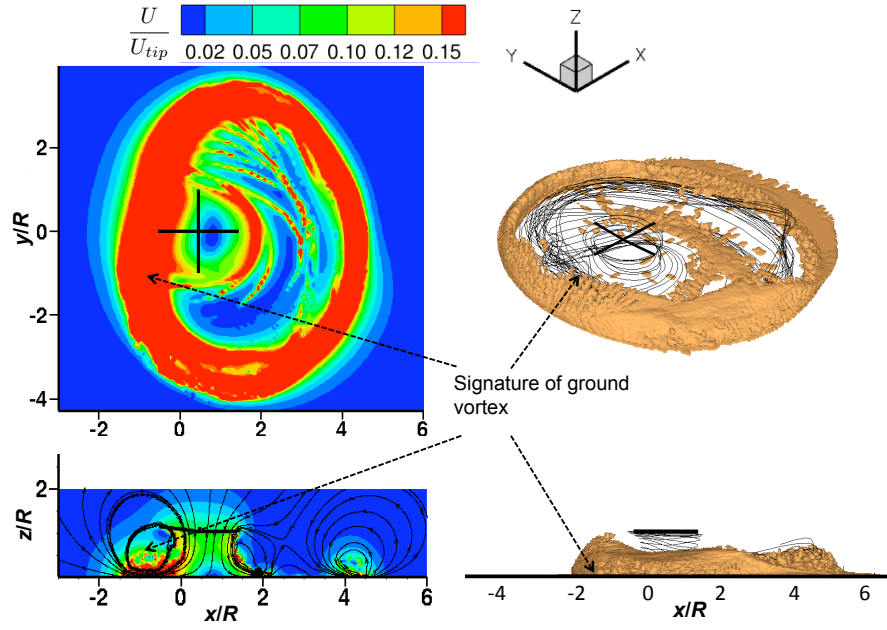 U
U_tip
0.02 0.05 0.07 0.10 0.12 0.15
Z
Y X
y/R
2
0
-2
-4
-2 0 2 4 6
Signature of ground
vortex
z/R
2
0
-2 0 2 4 6
x/R
-4 -2 0 2 4 6
x/R